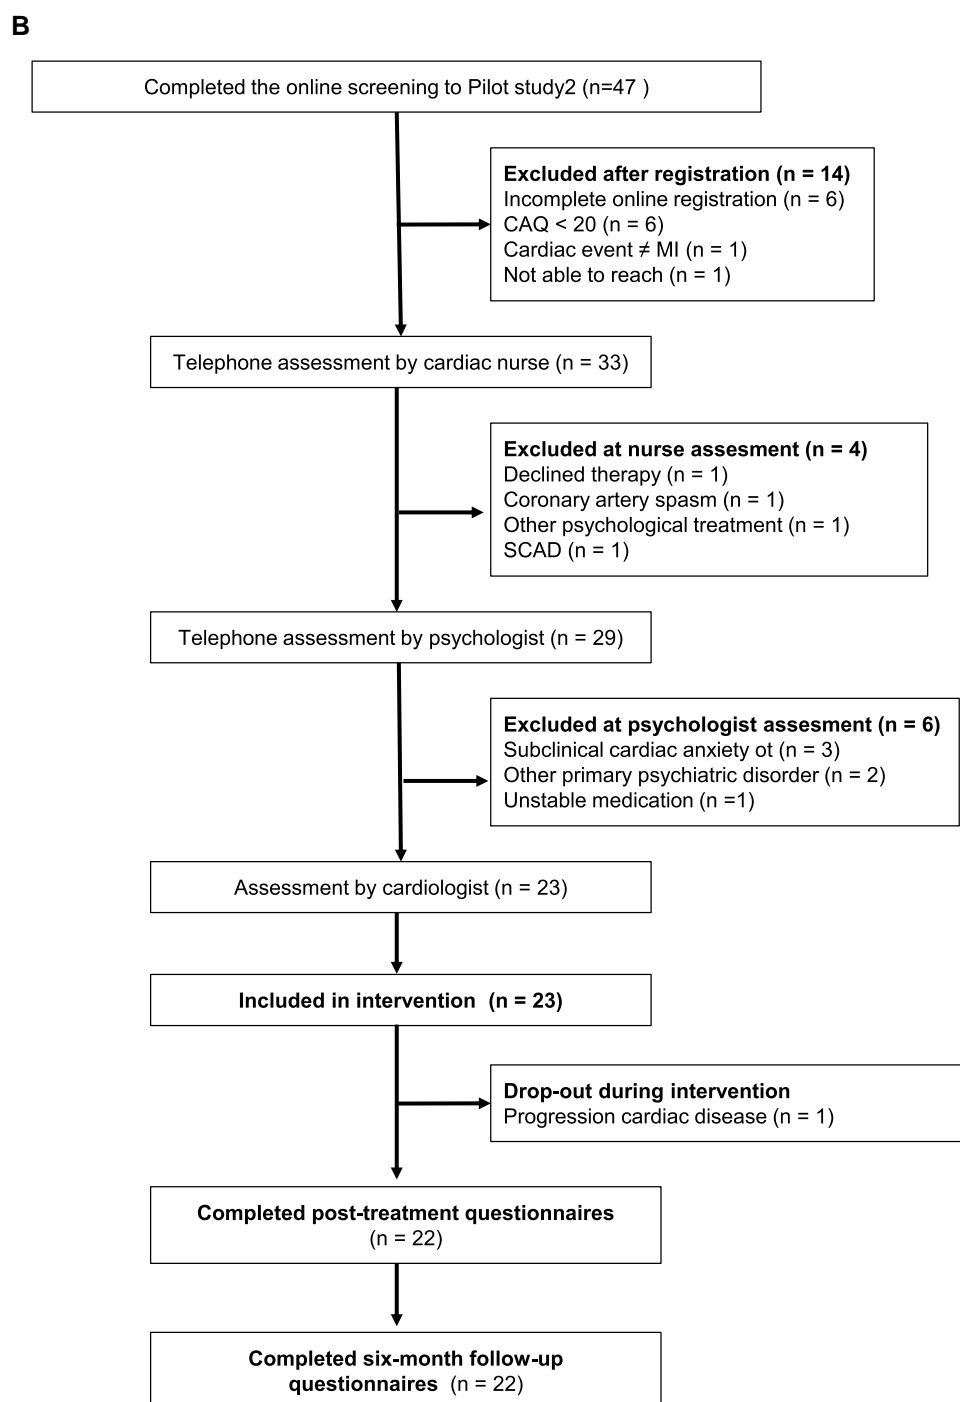 B
Completed the online screening to Pilot study2 (n=47 )
Excluded after registration (n = 14)
Incomplete online registration (n = 6)
CAQ < 20 (n = 6)
Cardiac event ≠ MI (n = 1)
Not able to reach (n = 1)
Telephone assessment by cardiac nurse (n = 33)
Excluded at nurse assesment (n = 4)
Declined therapy (n = 1)
Coronary artery spasm (n = 1)
Other psychological treatment (n = 1)
SCAD (n = 1)
Telephone assessment by psychologist (n = 29)
Excluded at psychologist assesment (n = 6)
Subclinical cardiac anxiety ot (n = 3)
Other primary psychiatric disorder (n = 2)
Unstable medication (n =1)
Assessment by cardiologist (n = 23)
Included in intervention (n = 23)
Drop-out during intervention
Progression cardiac disease (n = 1)
Completed post-treatment questionnaires
(n = 22)
Completed six-month follow-up
questionnaires (n = 22)